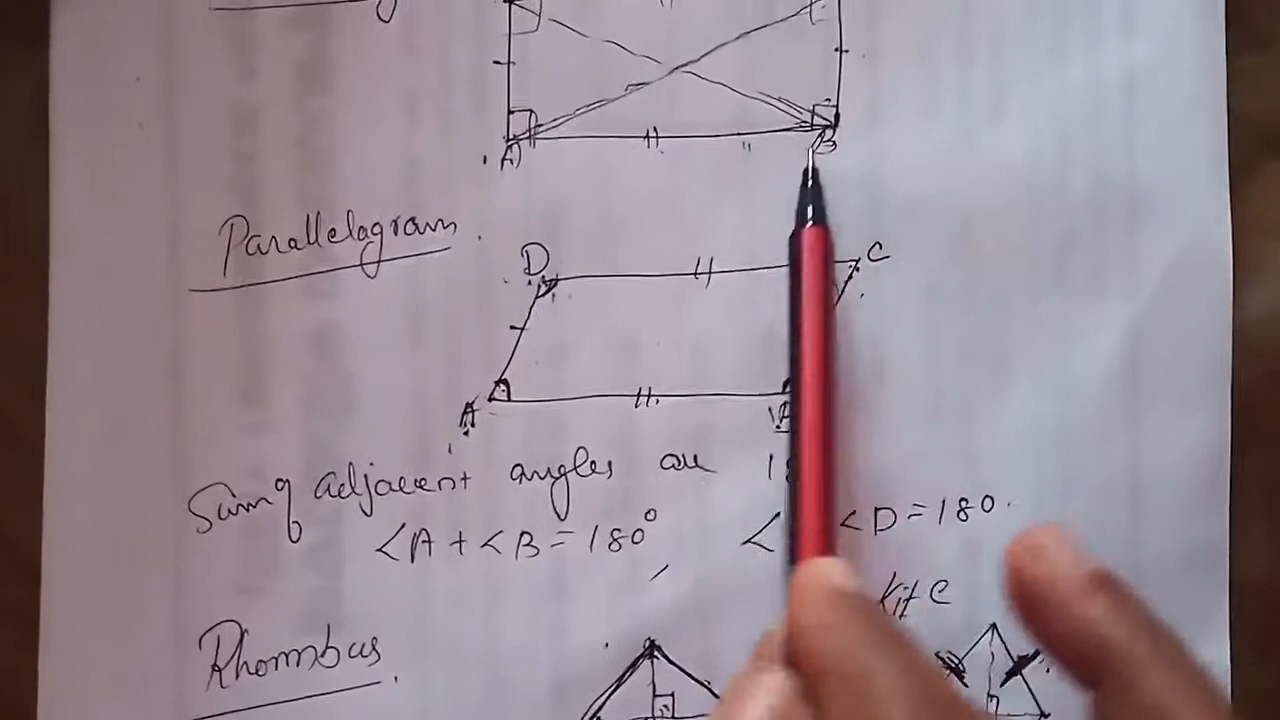 A B
Parallelagram.
D C
A
Sum of adjacent angles are
<A + <B = 180° <D = 180.
Kite
Rhombus.